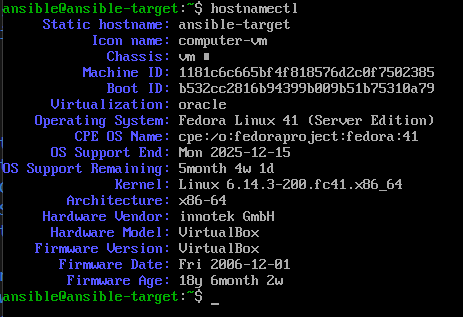 ansible@ansible-target:~$ hostnamectl
Static hostname: ansible-target
Icon name: computer-vm
Chassis: vm
Machine ID: 1181c6c665bf4f818576d2c0f7502385
Boot ID: b532cc2816b94399b009b51b75310a79
Virtualization: oracle
Operating System: Fedora Linux 41 (Server Edition)
CPE OS Name: cpe:/o:fedoraproject:fedora:41
OS Support End: Mon 2025-12-15
OS Support Remaining: 5month 4w 1d
Kernel: Linux 6.14.3-200.fc41.x86_64
Architecture: x86-64
Hardware Vendor: innotek GmbH
Hardware Model: VirtualBox
Firmware Version: VirtualBox
Firmware Date: Fri 2006-12-01
Firmware Age: 18y 6month 2w
ansible@ansible-target:~$ _